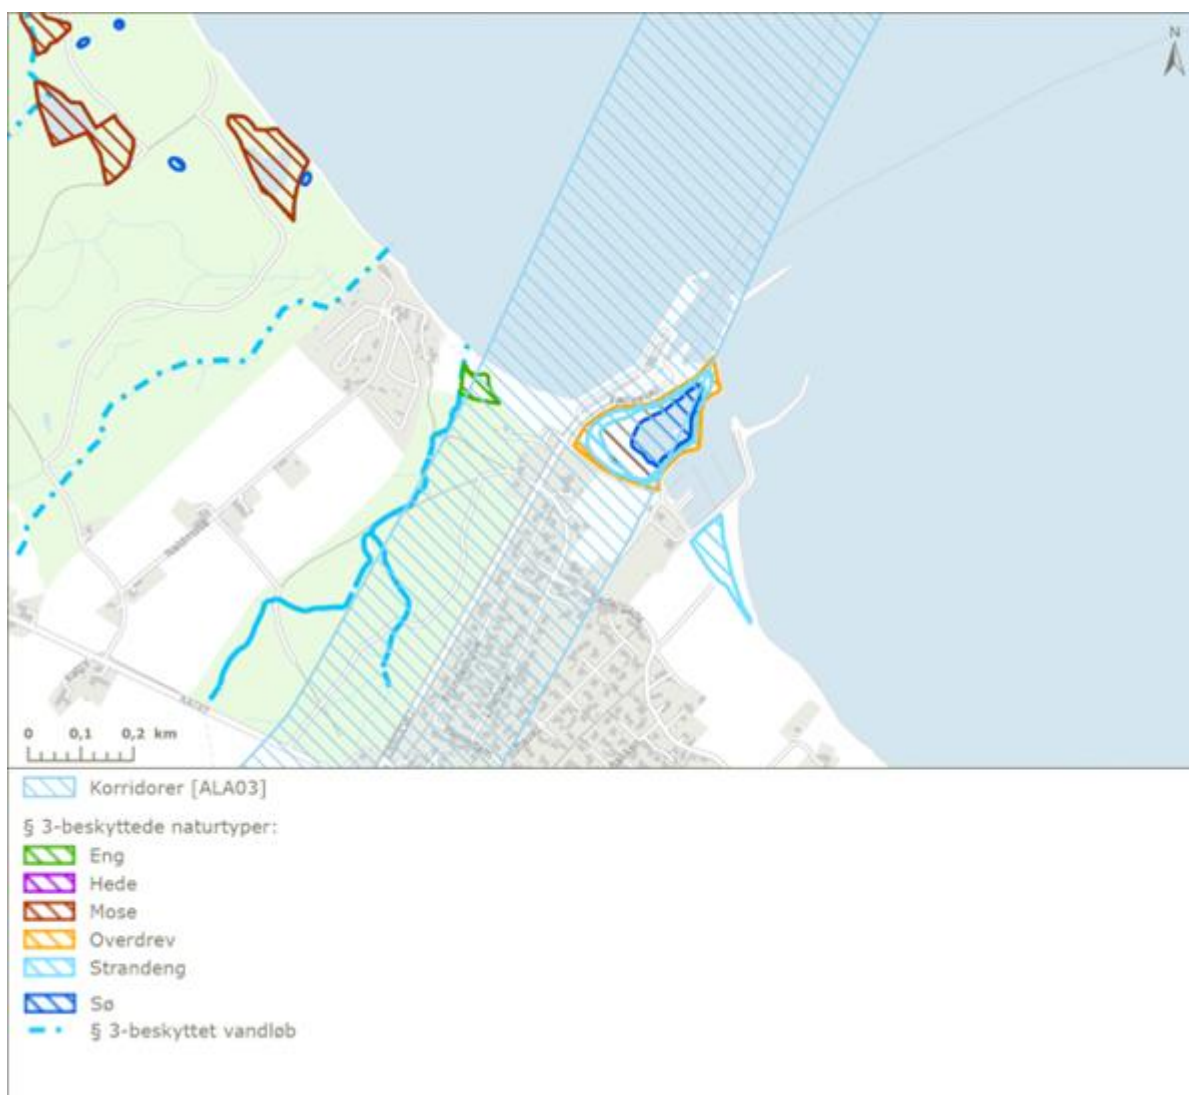 N
0 0,1 0,2 km
Korridorer [ALA03]
§ 3-beskyttede naturtyper:
Eng
Hede
Mose
Overdrev
Strandeng
Sø
§ 3-beskyttet vandløb